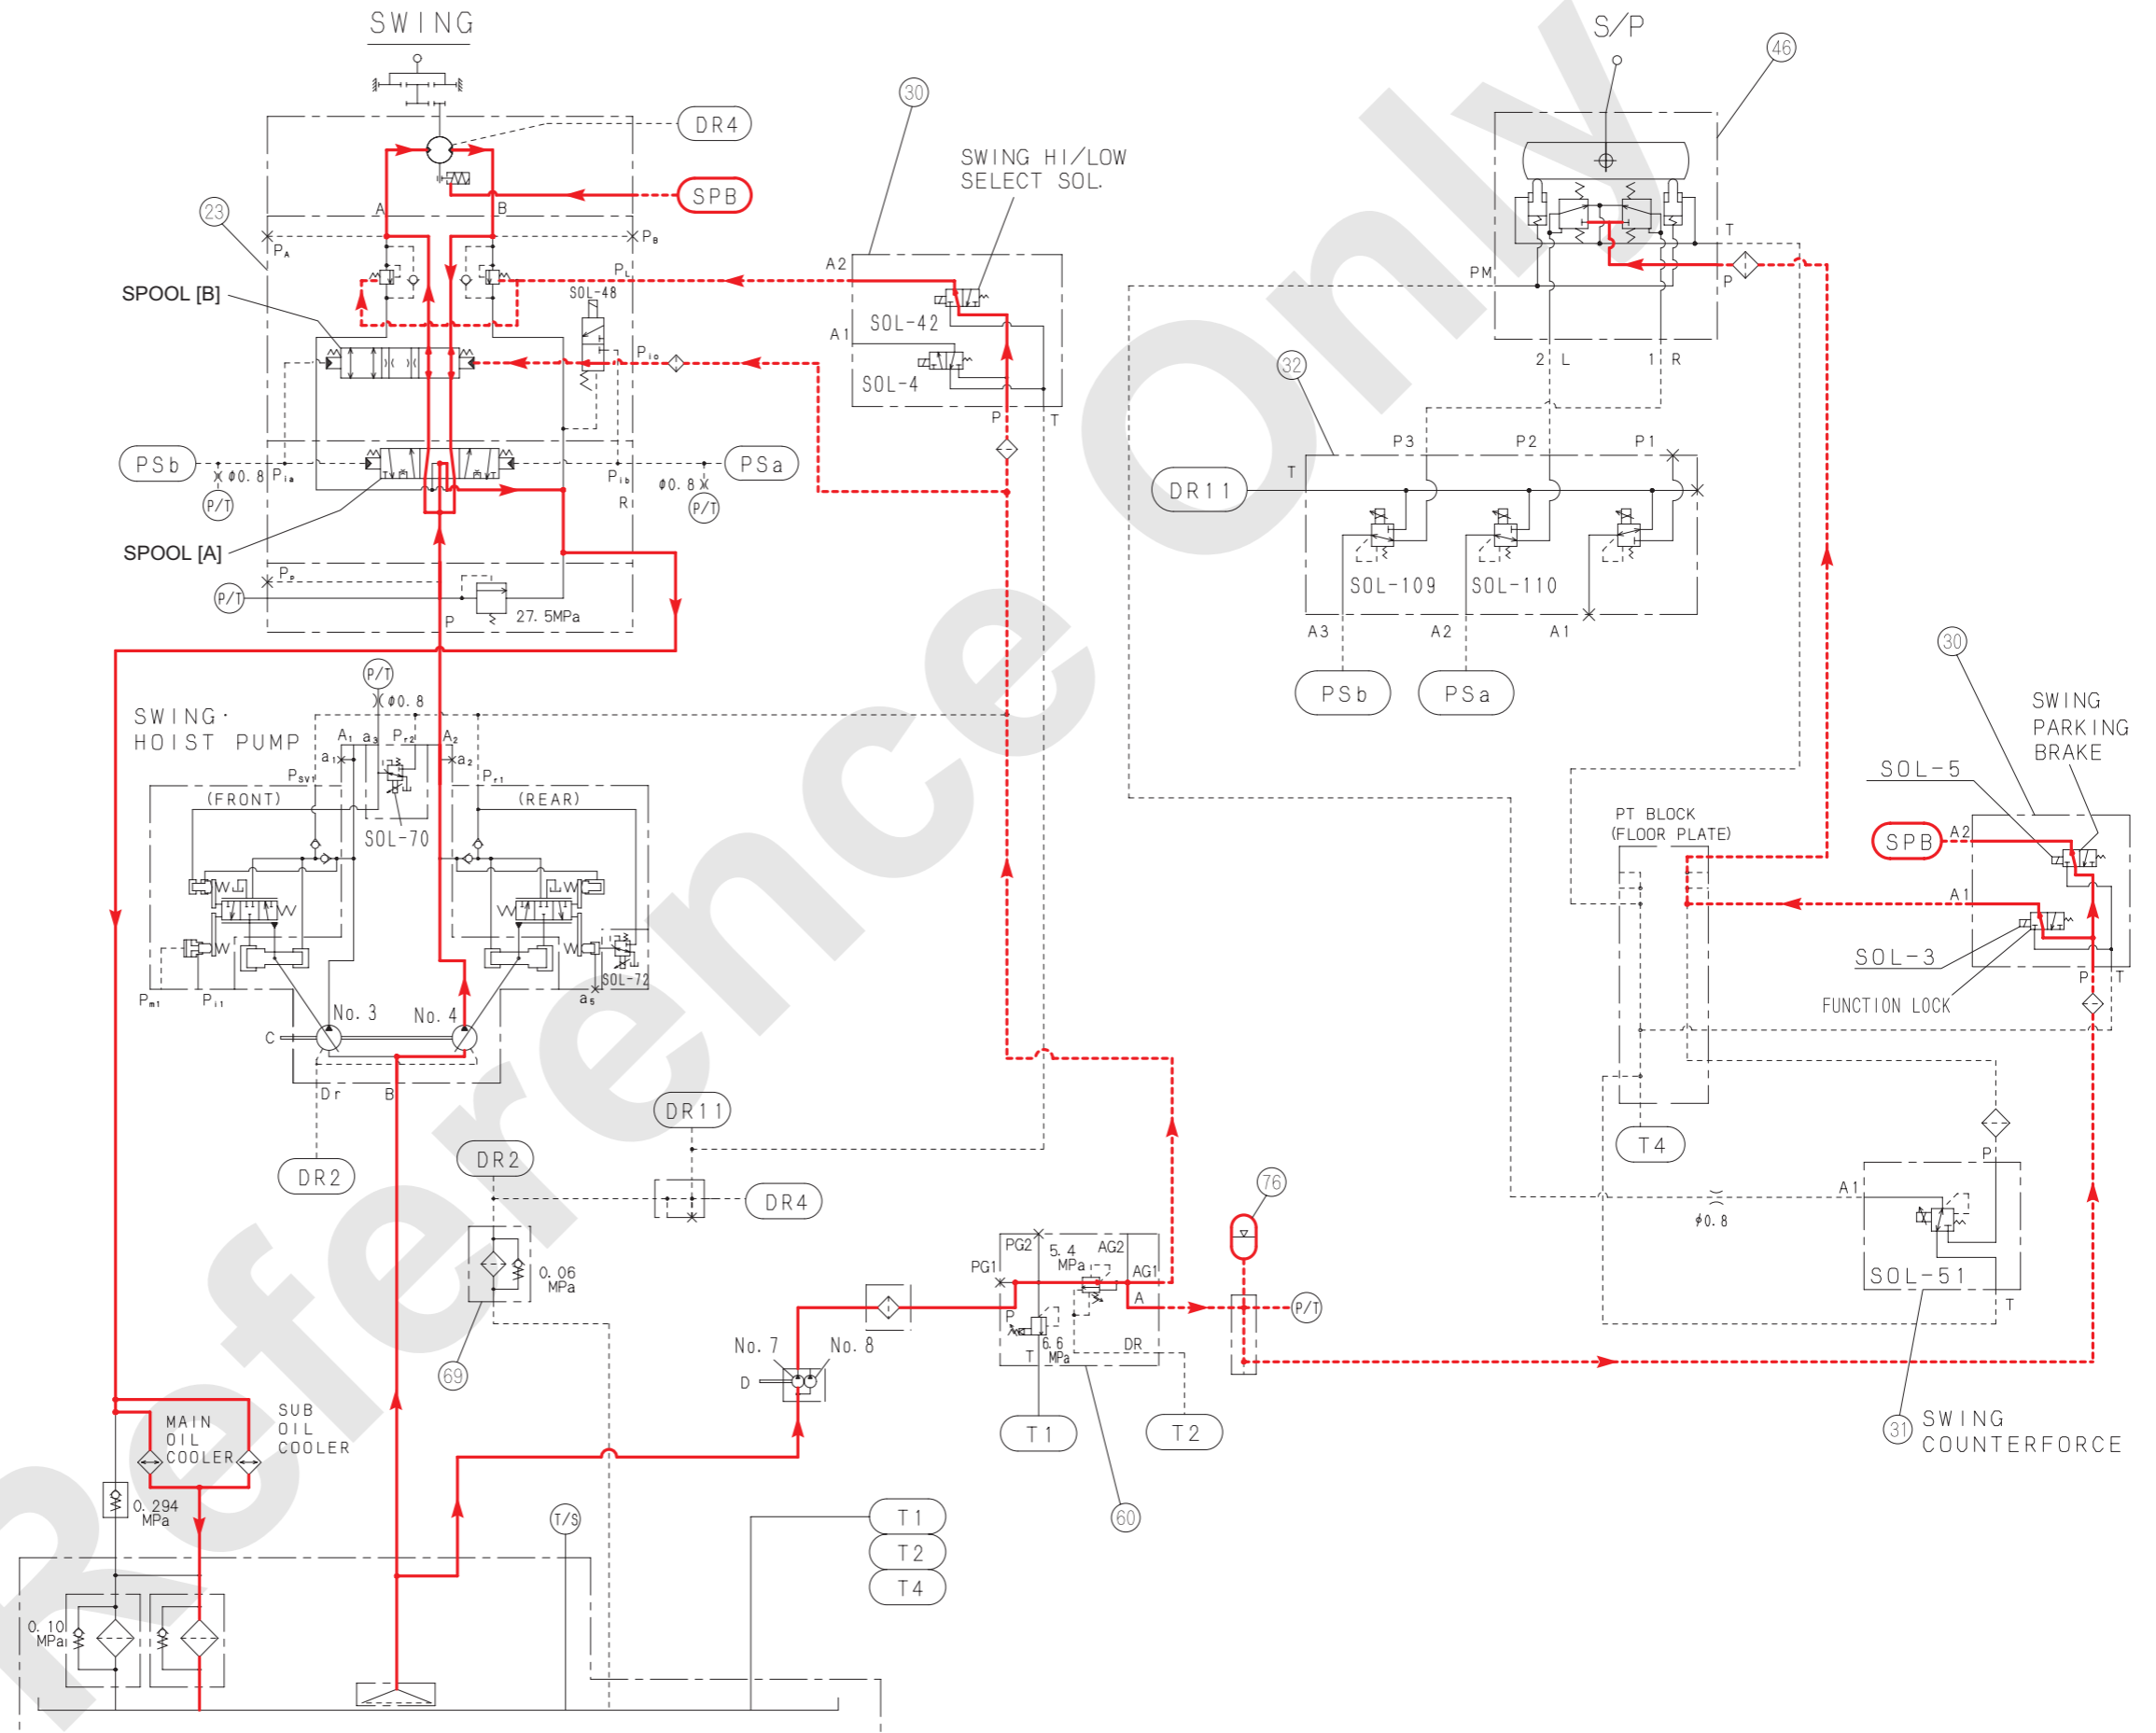 SWING
DR4
SPB
23
A
B
PA
PB
SPOOL [B]
PL
SOL-48
Pio
PSb
φ0.8
P/T
Pia
Pib
R
φ0.8
P/T
PSa
SPOOL [A]
PP
P/T
P
27.5MPa
30
SWING HI/LOW
SELECT SOL.
A2
SOL-42
A1
SOL-4
P
T
S/P
46
T
PM
P
2 L
1 R
32
P3
P2
P1
DR11
T
SOL-109
SOL-110
A3
A2
A1
PSb
PSa
P/T
φ0.8
SWING·
HOIST PUMP
A1
a3
Pr2
A2
a1
a2
PSV1
Pr1
(FRONT)
(REAR)
SOL-70
SOL-72
Pm1
Pi1
a5
No.3
No.4
C
Dr
B
DR2
DR2
DR11
DR4
0.06
MPa
69
30
SWING
PARKING
BRAKE
SOL-5
PT BLOCK
(FLOOR PLATE)
SPB
A2
A1
SOL-3
P
T
FUNCTION LOCK
T4
P
A1
φ0.8
SOL-51
T
31
SWING
COUNTERFORCE
76
PG2
5.4
MPa
AG2
PG1
AG1
A
P/T
P
6.6
MPa
T
DR
T1
T2
60
No.7
No.8
D
MAIN
OIL
COOLER
SUB
OIL
COOLER
0.294
MPa
T/S
T1
T2
T4
0.10
MPa
Reference Only